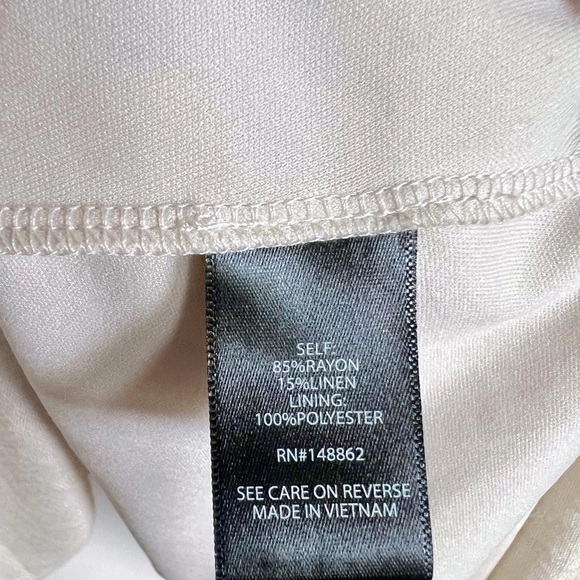 SELF:
85%RAYON
15%LINEN
LINING:
100%POLYESTER
RN#148862
SEE CARE ON REVERSE
MADE IN VIETNAM